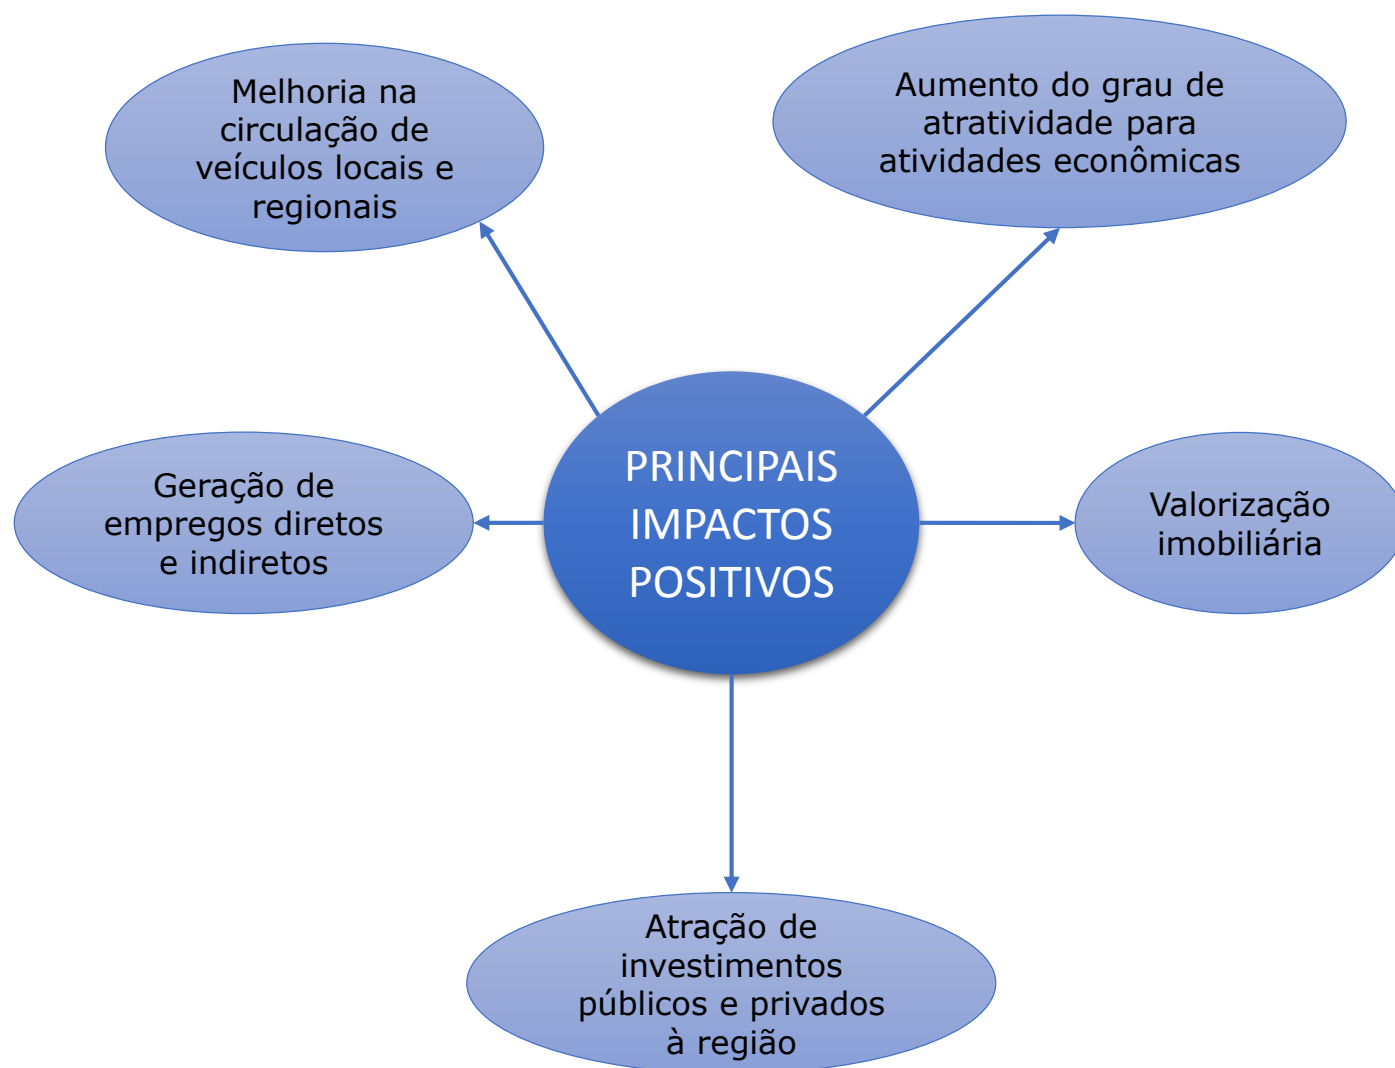 Melhoria na
circulação de
veículos locais e
regionais
Aumento do grau de
atratividade para
atividades econômicas
PRINCIPAIS
IMPACTOS
POSITIVOS
Geração de
empregos diretos
e indiretos
Valorização
imobiliária
Atração de
investimentos
públicos e privados
à região